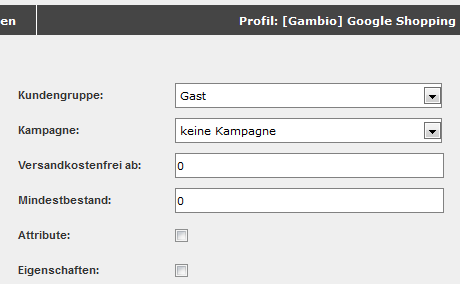 en
Profil: [Gambio] Google Shopping
Kundengruppe: Gast
Kampagne: keine Kampagne
Versandkostenfrei ab: 0
Mindestbestand: 0
Attribute:
Eigenschaften: